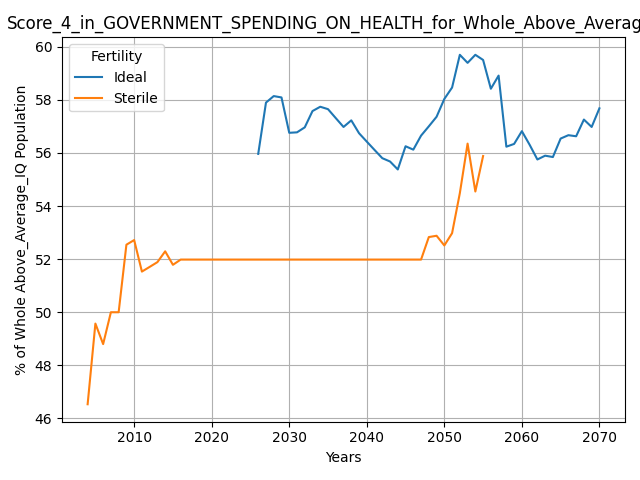 Score_4_in_GOVERNMENT_SPENDING_ON_HEALTH_for_Whole_Above_Averag
60
58
56
54
52
50
48
46
% of Whole Above_Average_IQ Population
Fertility
Ideal
Sterile
2010 2020 2030 2040 2050 2060 2070
Years